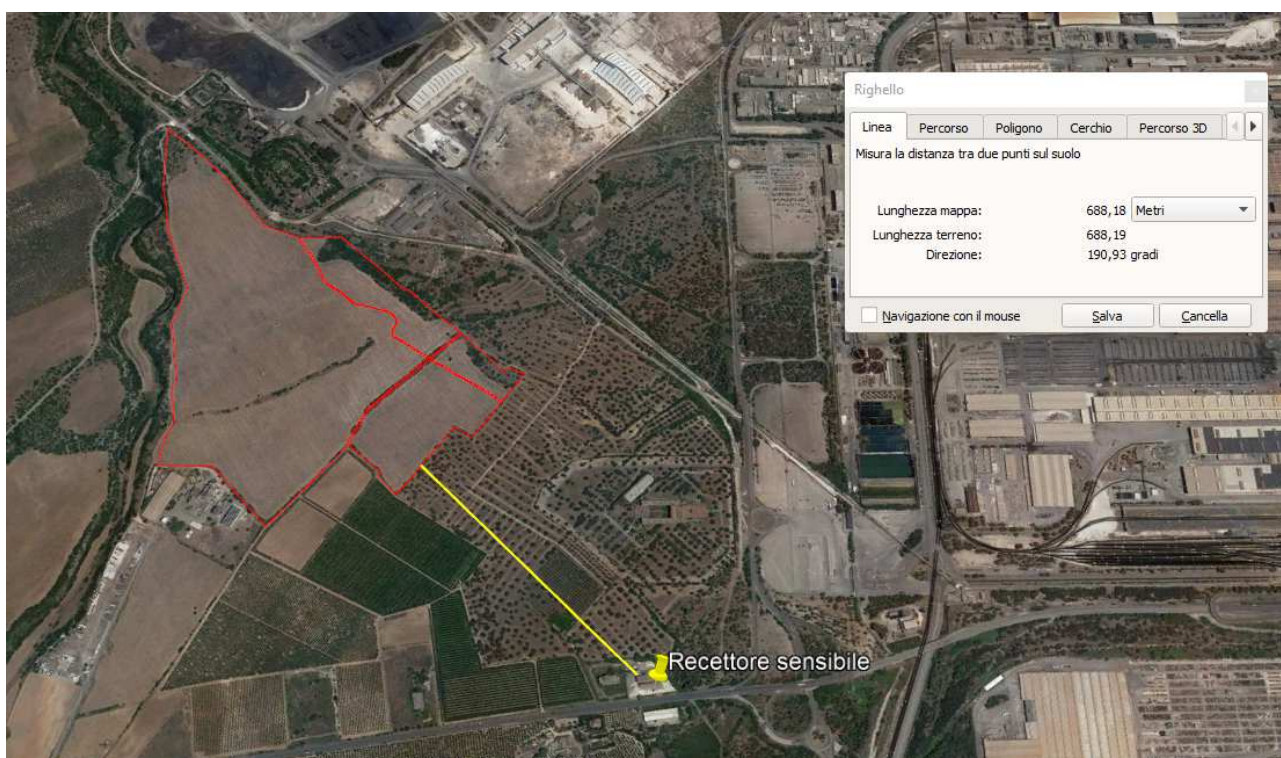 Righello
Linea Percorso Poligono Cerchio Percorso 3D
Misura la distanza tra due punti sul suolo
Lunghezza mappa: 688,18 Metri
Lunghezza terreno: 688,19
Direzione: 190,93 gradi
Navigazione con il mouse Salva Cancella
Recettore sensibile